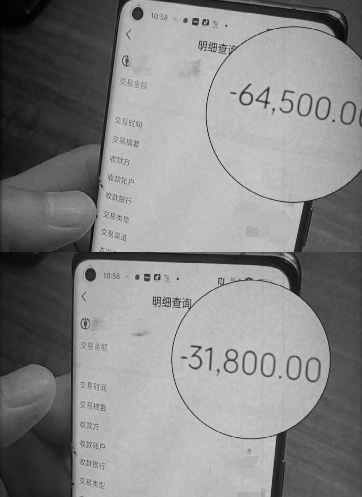 10:58
明细查询
交易金额
-64,500.00
交易时间
交易摘要
收款方
收款账户
收款银行
交易类型
交易渠道
10:58
明细查询
交易金额
-31,800.00
交易时间
交易摘要
收款方
收款账户
6
收款银行
交易类型